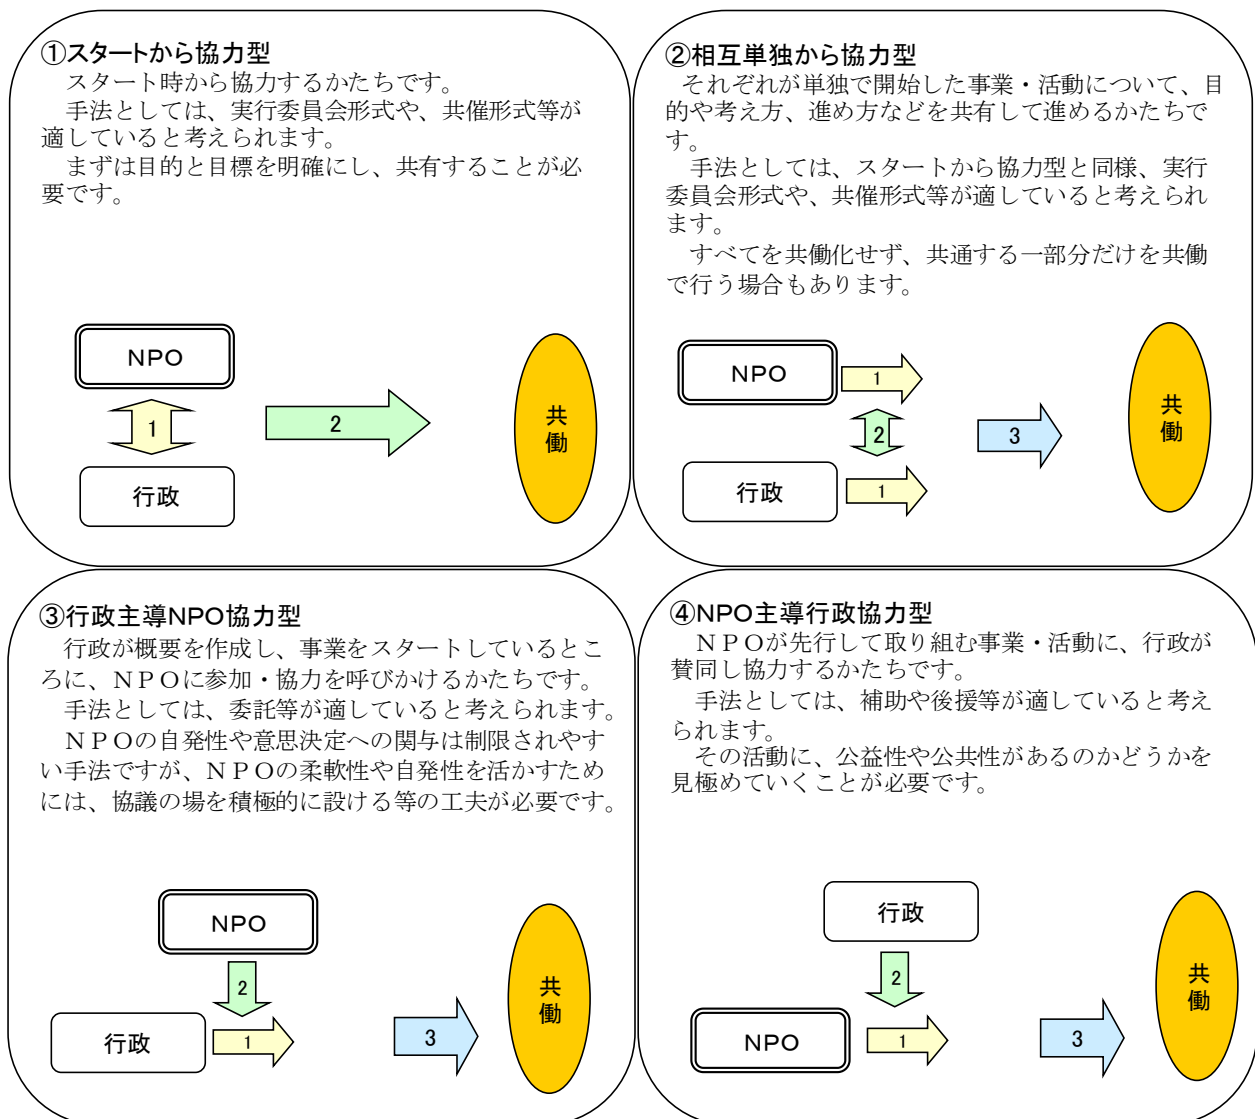 ①スタートから協力型
スタート時から協力するかたちです。
手法としては、実行委員会形式や、共催形式等が
適していると考えられます。
まずは目的と目標を明確にし、共有することが必
要です。
NPO
1
2
行政
共
働
②相互単独から協力型
それぞれが単独で開始した事業・活動について、目
的や考え方、進め方などを共有して進めるかたちで
す。
手法としては、スタートから協力型と同様、実行
委員会形式や、共催形式等が適していると考えられ
ます。
すべてを共働化せず、共通する一部分だけを共働
で行う場合もあります。
NPO
1
2
3
行政
1
共
働
③行政主導NPO協力型
行政が概要を作成し、事業をスタートしているとこ
ろに、ＮＰＯに参加・協力を呼びかけるかたちです。
手法としては、委託等が適していると考えられます。
ＮＰＯの自発性や意思決定への関与は制限されやす
い手法ですが、ＮＰＯの柔軟性や自発性を活かすため
には、協議の場を積極的に設ける等の工夫が必要です。
NPO
2
行政
1
3
共
働
④NPO主導行政協力型
ＮＰＯが先行して取り組む事業・活動に、行政が
賛同し協力するかたちです。
手法としては、補助や後援等が適していると考え
られます。
その活動に、公益性や公共性があるのかどうかを
見極めていくことが必要です。
行政
2
NPO
1
3
共
働